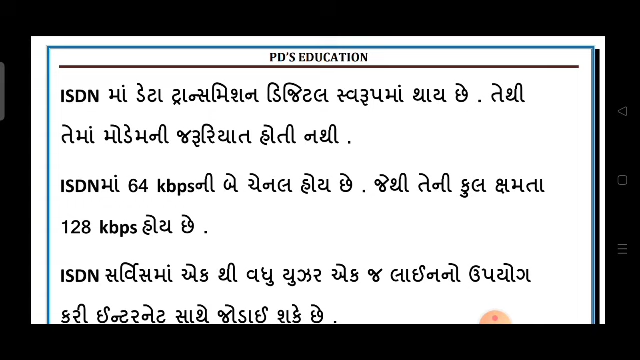 PD'S EDUCATION
ISDN માં ડેટા ટ્રાન્સમિશન ડિજિટલ સ્વરૂપમાં થાય છે . તેથી
તેમાં મોડેમની જરૂરિયાત હોતી નથી .
ISDNમાં 64 kbpsની બે ચેનલ હોય છે . જેથી તેની કુલ ક્ષમતા
128 kbps હોય છે .
ISDN સર્વિસમાં એક થી વધુ યુઝર એક જ લાઈનનો ઉપયોગ
કરી ઈન્ટરનેટ સાથે જોડાઈ શકે છે .